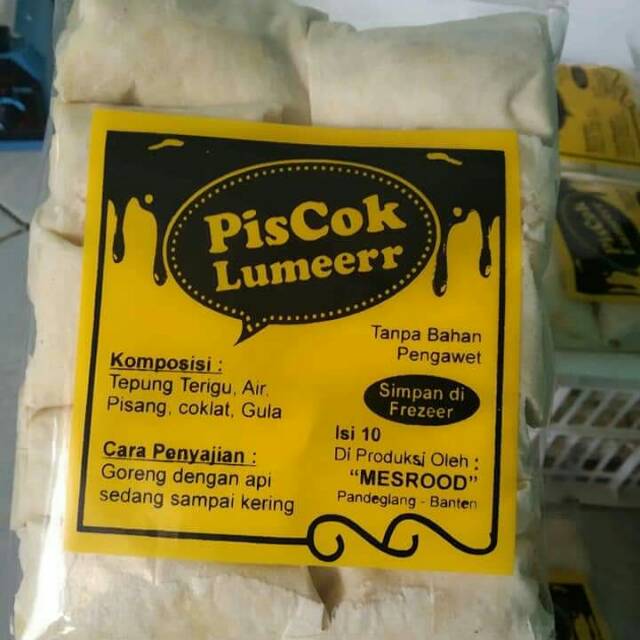 PisCok
Lumeerr
Tanpa Bahan
Pengawet
Komposisi :
Tepung Terigu, Air,
Pisang, coklat, Gula
Simpan di
Frezeer
Cara Penyajian :
Goreng dengan api
sedang sampai kering
Isi 10
Di Produksi Oleh :
"MESROOD"
Pandeglang - Banten